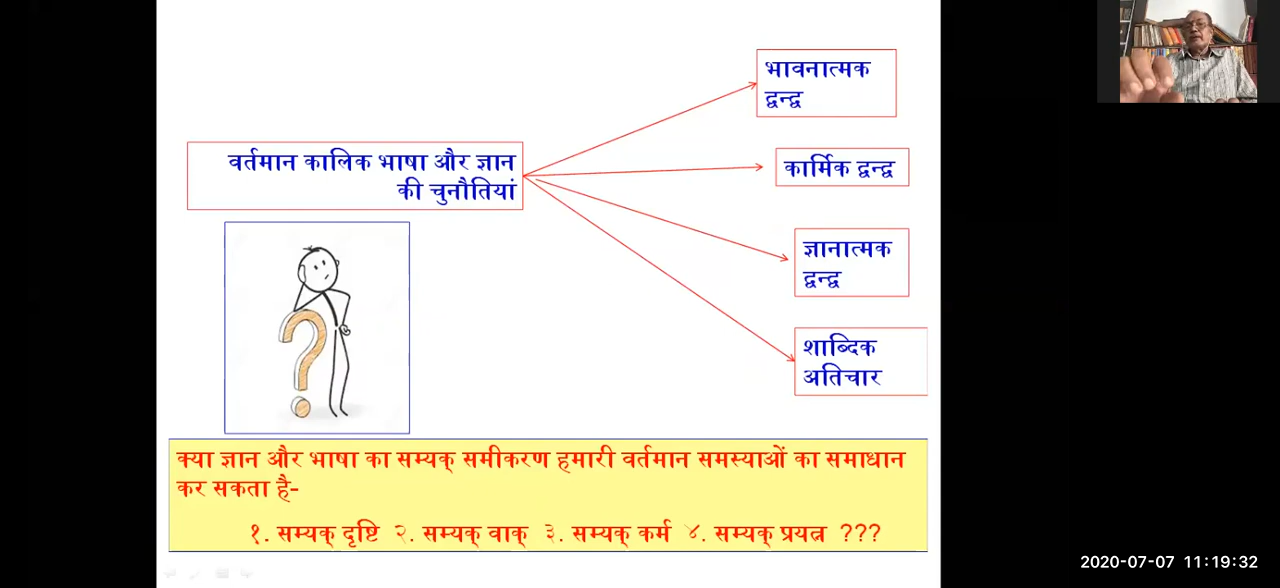 भावनात्मक
द्वन्द्व
वर्तमान कालिक भाषा और ज्ञान
की चुनौतियां
कार्मिक द्वन्द्व
ज्ञानात्मक
द्वन्द्व
शाब्दिक
अतिचार
?
क्या ज्ञान और भाषा का सम्यक् समीकरण हमारी वर्तमान समस्याओं का समाधान
कर सकता है-
१. सम्यक् दृष्टि २. सम्यक् वाक् ३. सम्यक् कर्म ४. सम्यक् प्रयत्न ???
2020-07-07 11:19:32